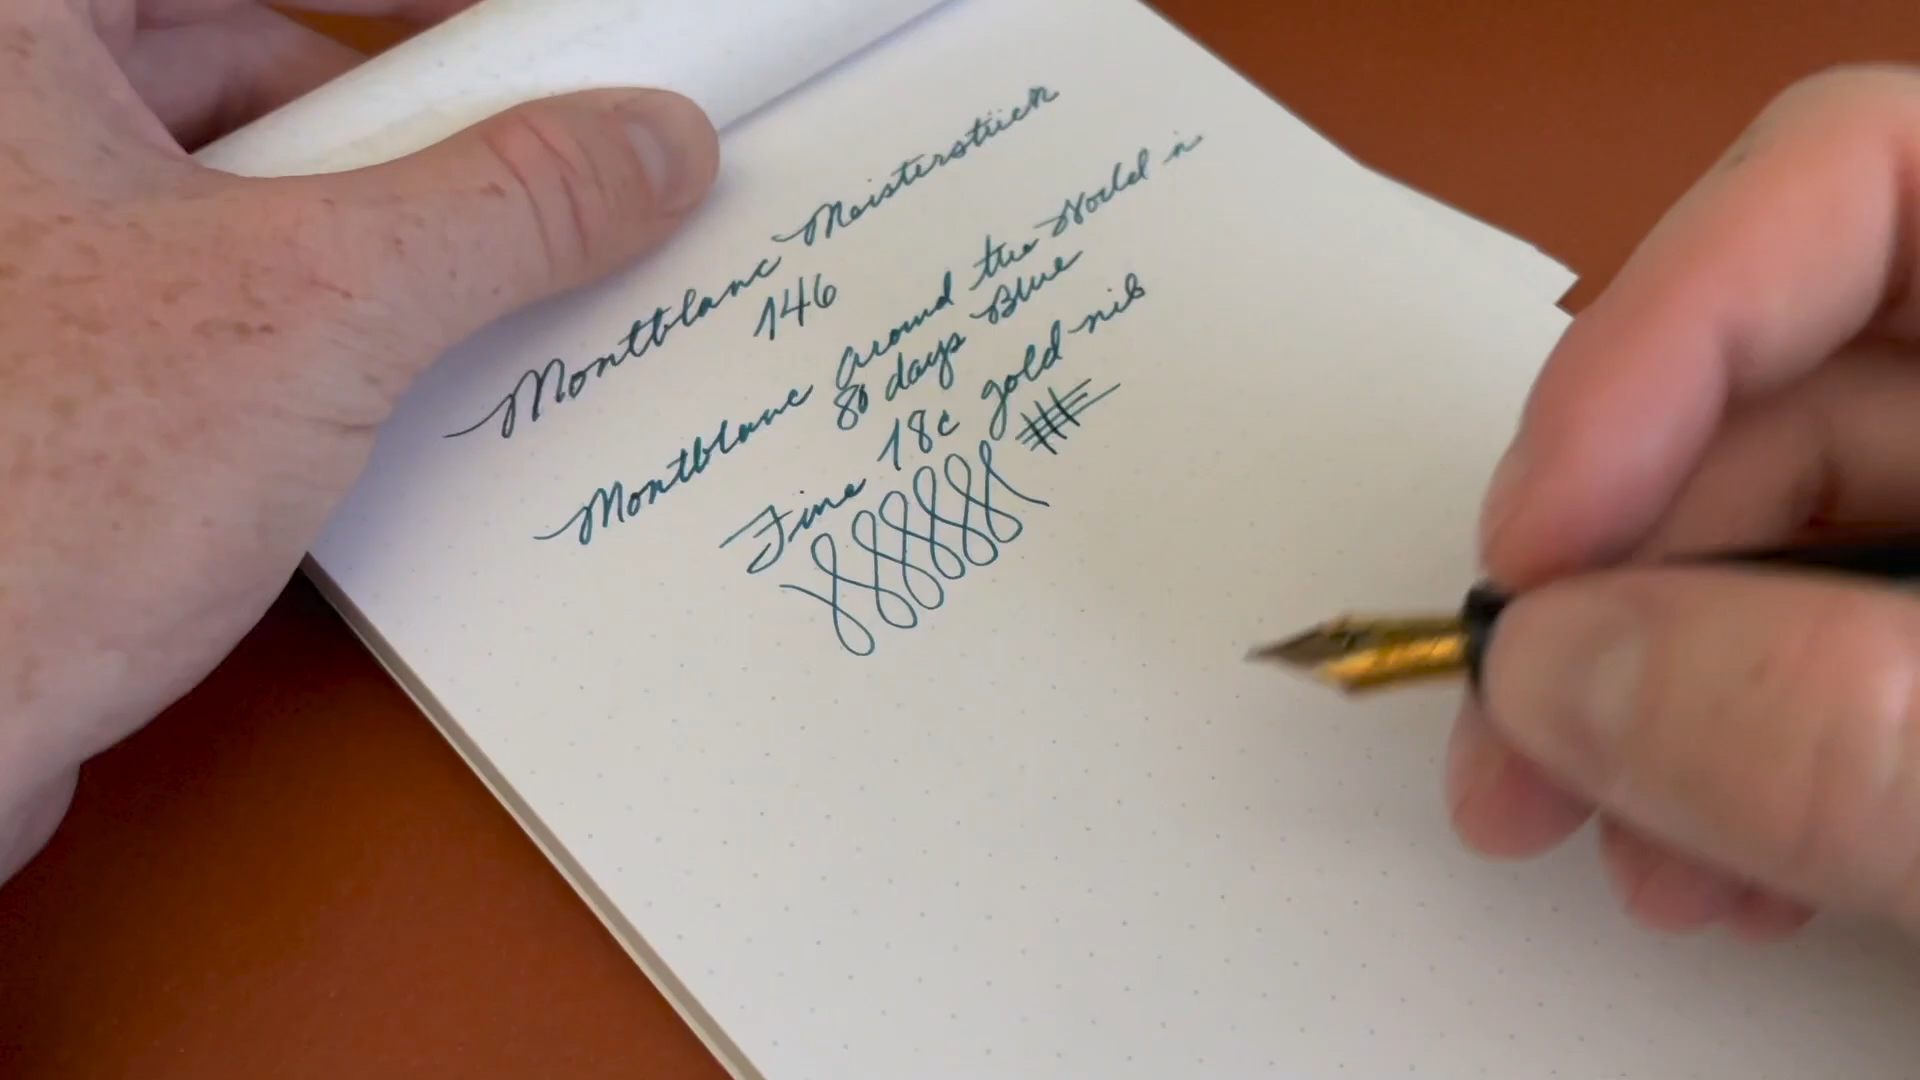 Montblanc Meisterstück
146
Montblanc Around the World in
80 days Blue
Fine 18c gold nib